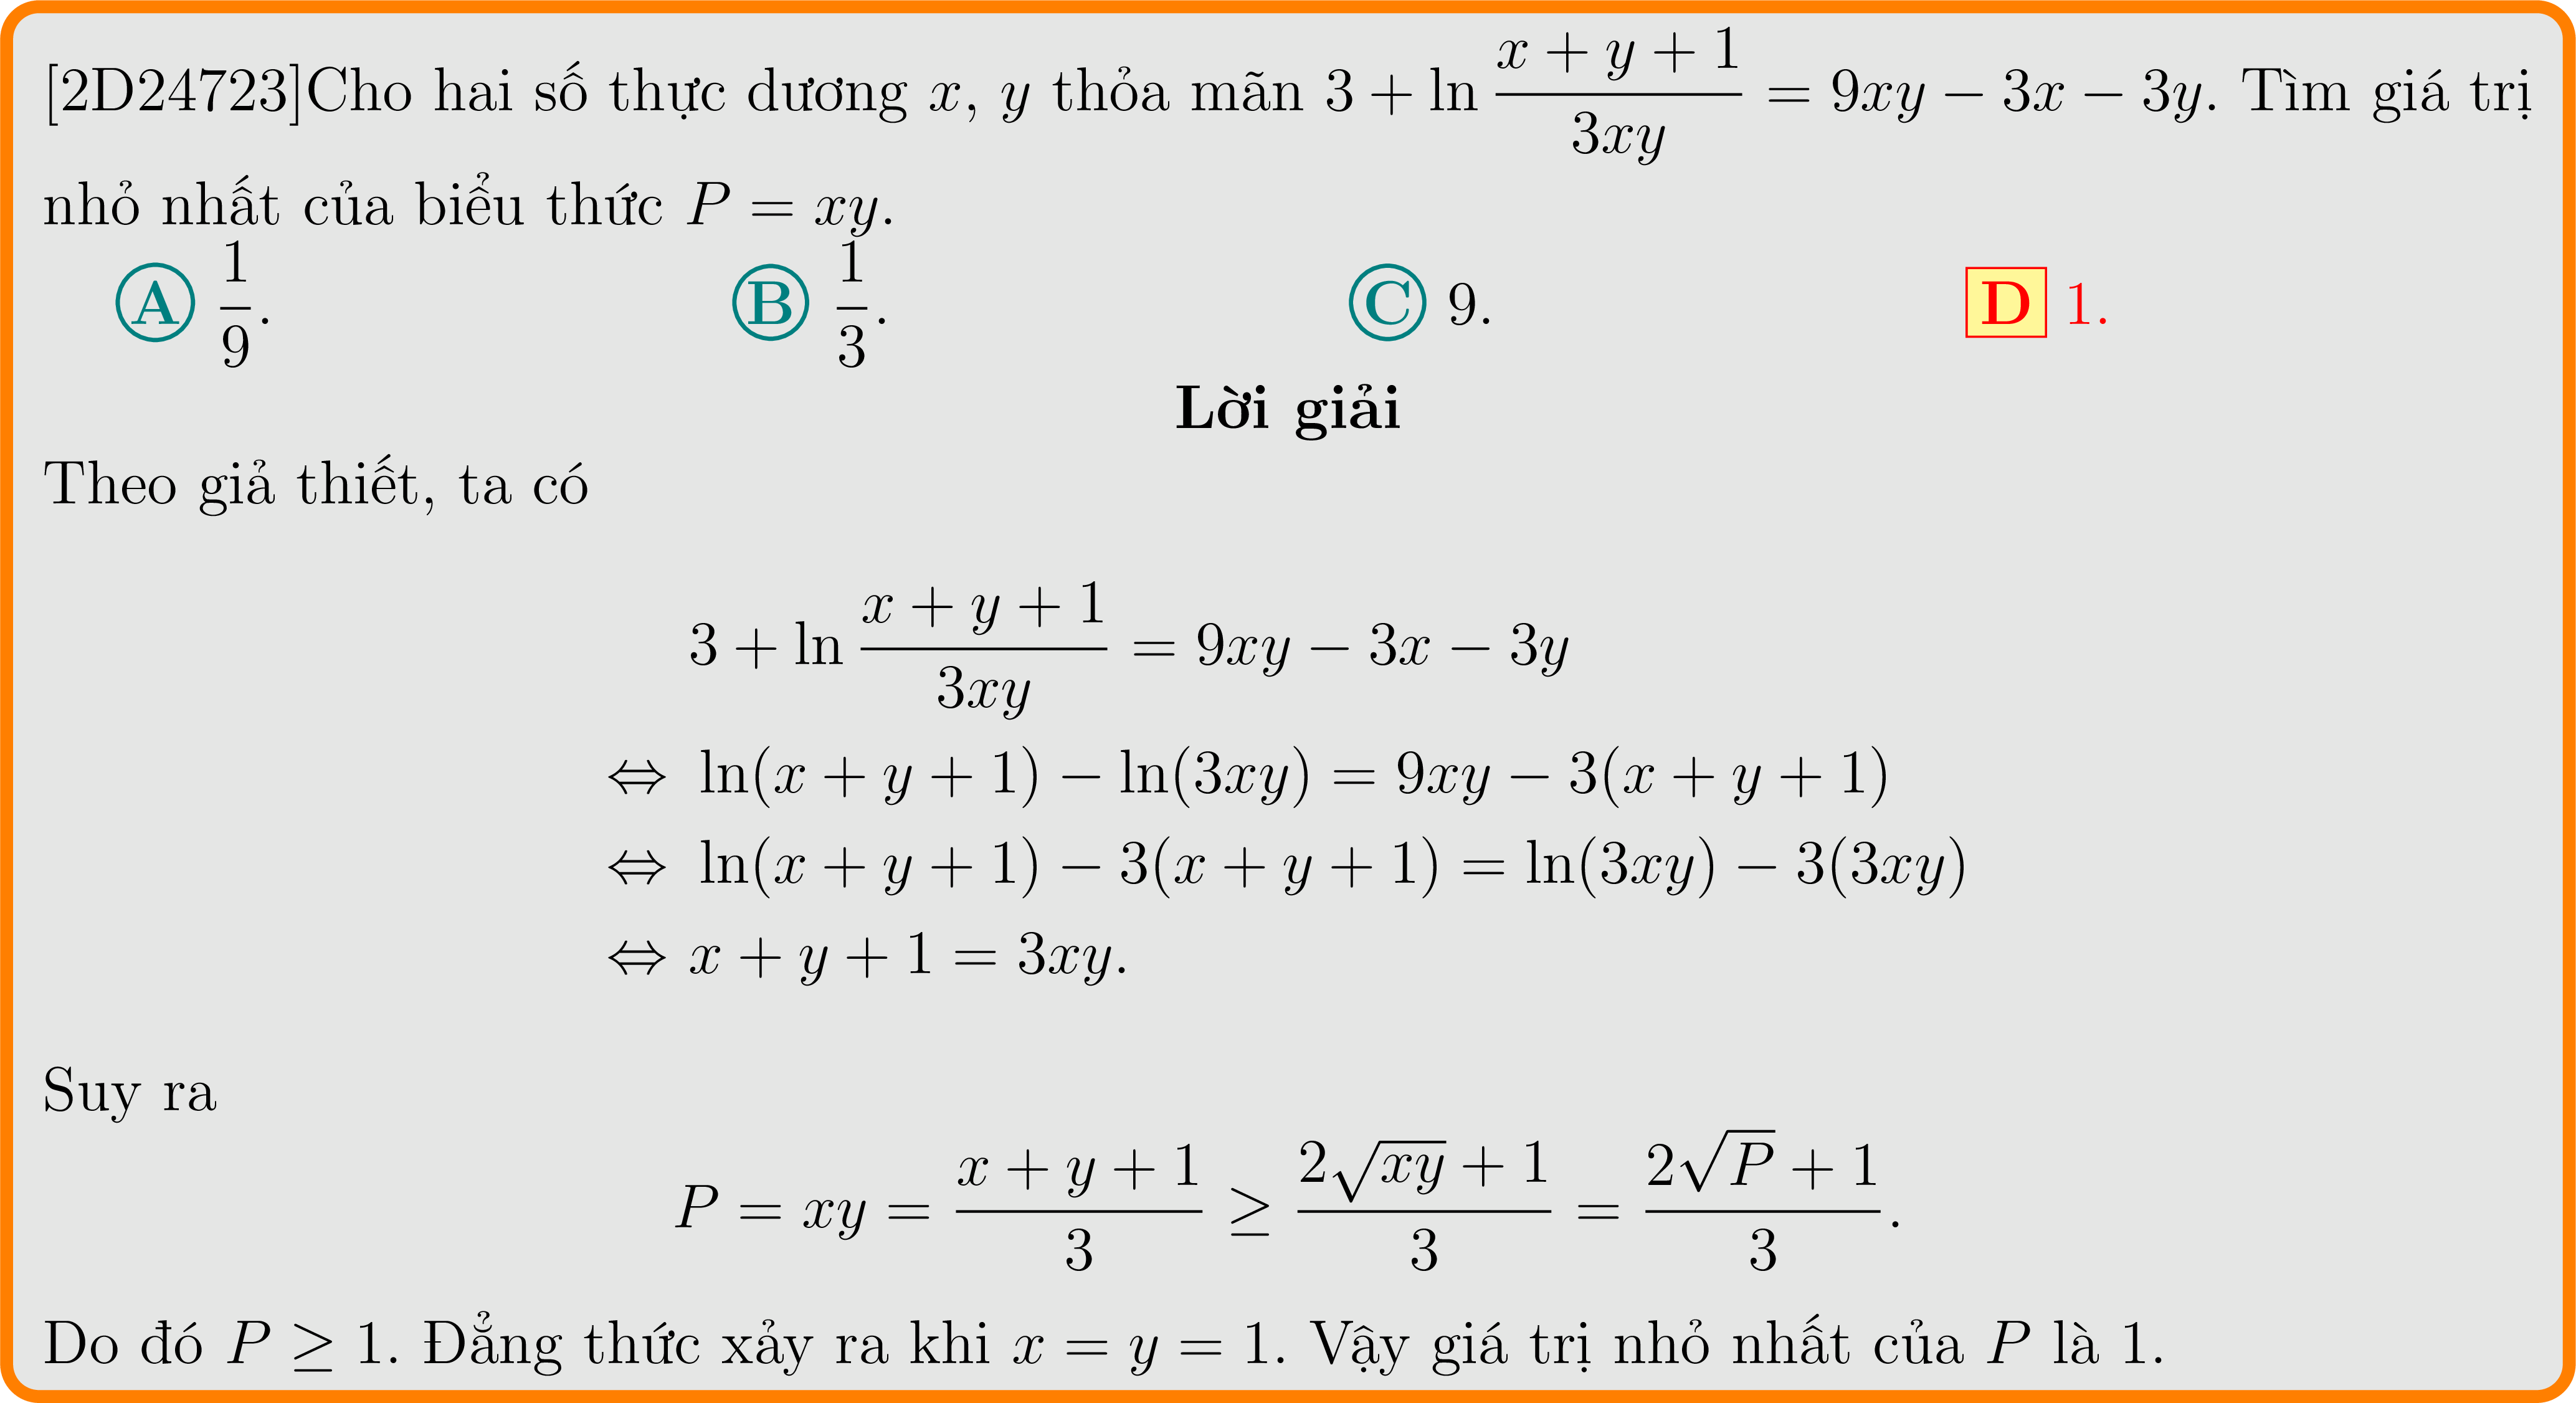 [2D24723]Cho hai số thực dương x, y thỏa mãn 3 + ln \frac{x + y + 1}{3xy} = 9xy − 3x − 3y. Tìm giá trị
nhỏ nhất của biểu thức P = xy.
A \frac{1}{9}. B \frac{1}{3}. C 9. D 1.
Lời giải
Theo giả thiết, ta có
3 + ln \frac{x + y + 1}{3xy} = 9xy − 3x − 3y
⇔ ln(x + y + 1) − ln(3xy) = 9xy − 3(x + y + 1)
⇔ ln(x + y + 1) − 3(x + y + 1) = ln(3xy) − 3(3xy)
⇔ x + y + 1 = 3xy.
Suy ra
P = xy = \frac{x + y + 1}{3} ≥ \frac{2\sqrt{xy} + 1}{3} = \frac{2\sqrt{P} + 1}{3}.
Do đó P ≥ 1. Đẳng thức xảy ra khi x = y = 1. Vậy giá trị nhỏ nhất của P là 1.